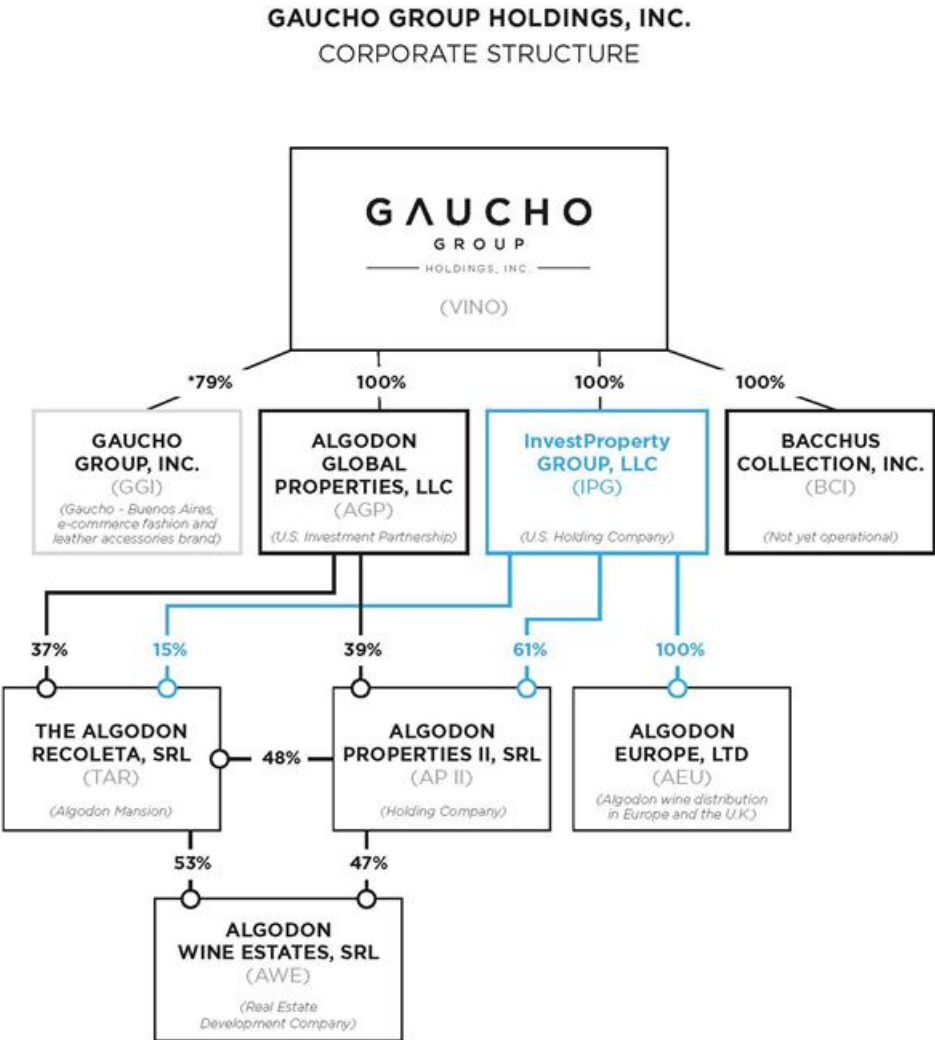 GAUCHO GROUP HOLDINGS, INC.
CORPORATE STRUCTURE
GΛUCHO
GROUP
HOLDINGS, INC.
(VINO)
*79%
100%
100%
100%
GAUCHO
GROUP, INC.
(GGI)
(Gaucho - Buenos Aires,
e-commerce fashion and
leather accessories brand)
ALGODON
GLOBAL
PROPERTIES, LLC
(AGP)
(U.S. Investment Partnership)
InvestProperty
GROUP, LLC
(IPG)
(U.S. Holding Company)
BACCHUS
COLLECTION, INC.
(BCI)
(Not yet operational)
37%
15%
39%
61%
100%
THE ALGODON
RECOLETA, SRL
(TAR)
(Algodon Mansion)
48%
ALGODON
PROPERTIES II, SRL
(AP II)
(Holding Company)
ALGODON
EUROPE, LTD
(AEU)
(Algodon wine distribution
in Europe and the U.K.)
53%
47%
ALGODON
WINE ESTATES, SRL
(AWE)
(Real Estate
Development Company)